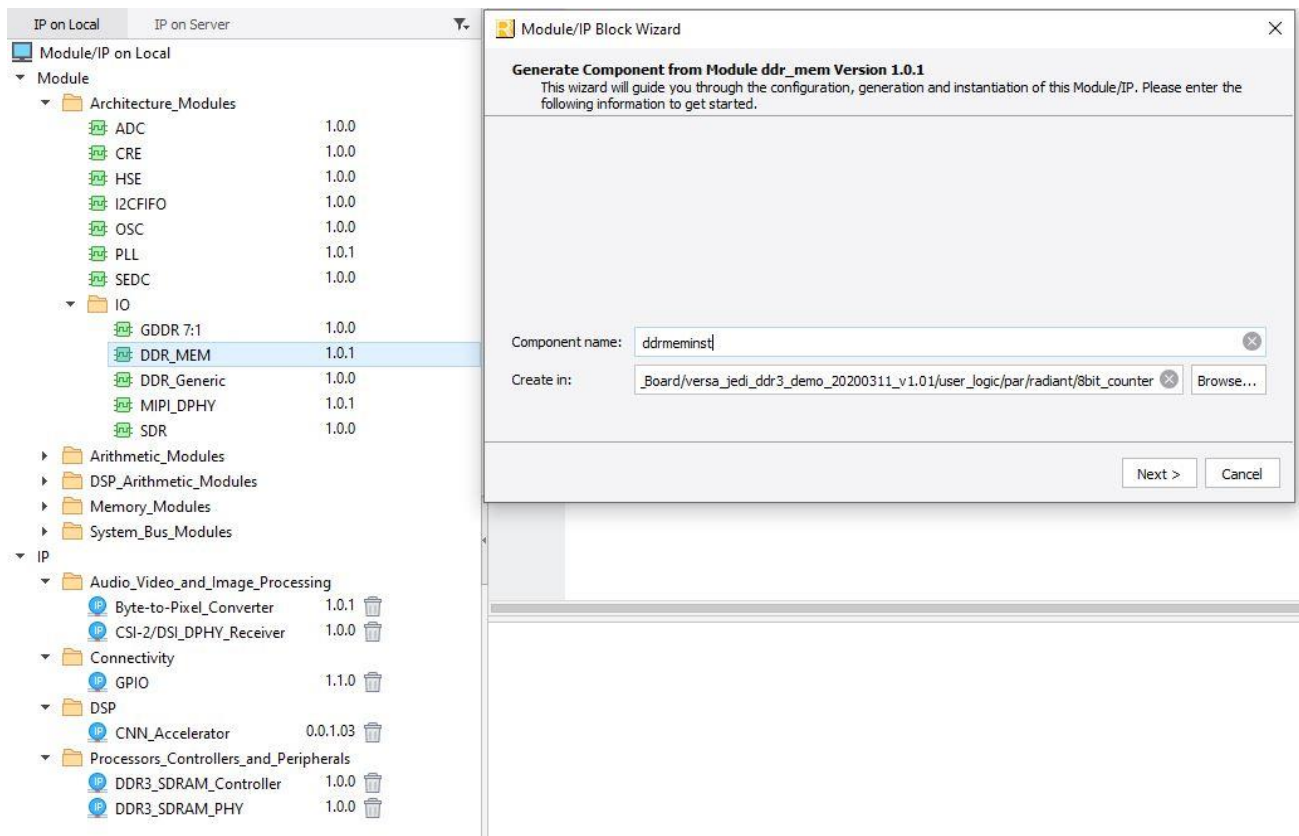 IP on Local IP on Server
Module/IP on Local
Module
Architecture_Modules
ADC 1.0.0
CRE 1.0.0
HSE 1.0.0
I2CFIFO 1.0.0
OSC 1.0.0
PLL 1.0.1
SEDC 1.0.0
IO
GDDR 7:1 1.0.0
DDR_MEM 1.0.1
DDR_Generic 1.0.0
MIPI_DPHY 1.0.1
SDR 1.0.0
Arithmetic_Modules
DSP_Arithmetic_Modules
Memory_Modules
System_Bus_Modules
IP
Audio_Video_and_Image_Processing
Byte-to-Pixel_Converter 1.0.1
CSI-2/DSI_DPHY_Receiver 1.0.0
Connectivity
GPIO 1.1.0
DSP
CNN_Accelerator 0.0.1.03
Processors_Controllers_and_Peripherals
DDR3_SDRAM_Controller 1.0.0
DDR3_SDRAM_PHY 1.0.0
Module/IP Block Wizard
Generate Component from Module ddr_mem Version 1.0.1
This wizard will guide you through the configuration, generation and instantiation of this Module/IP. Please enter the
following information to get started.
Component name: ddrmeminst
Create in: _Board/versa_jedi_ddr3_demo_20200311_v1.01/user_logic/par/radiant/8bit_counter Browse...
Next > Cancel